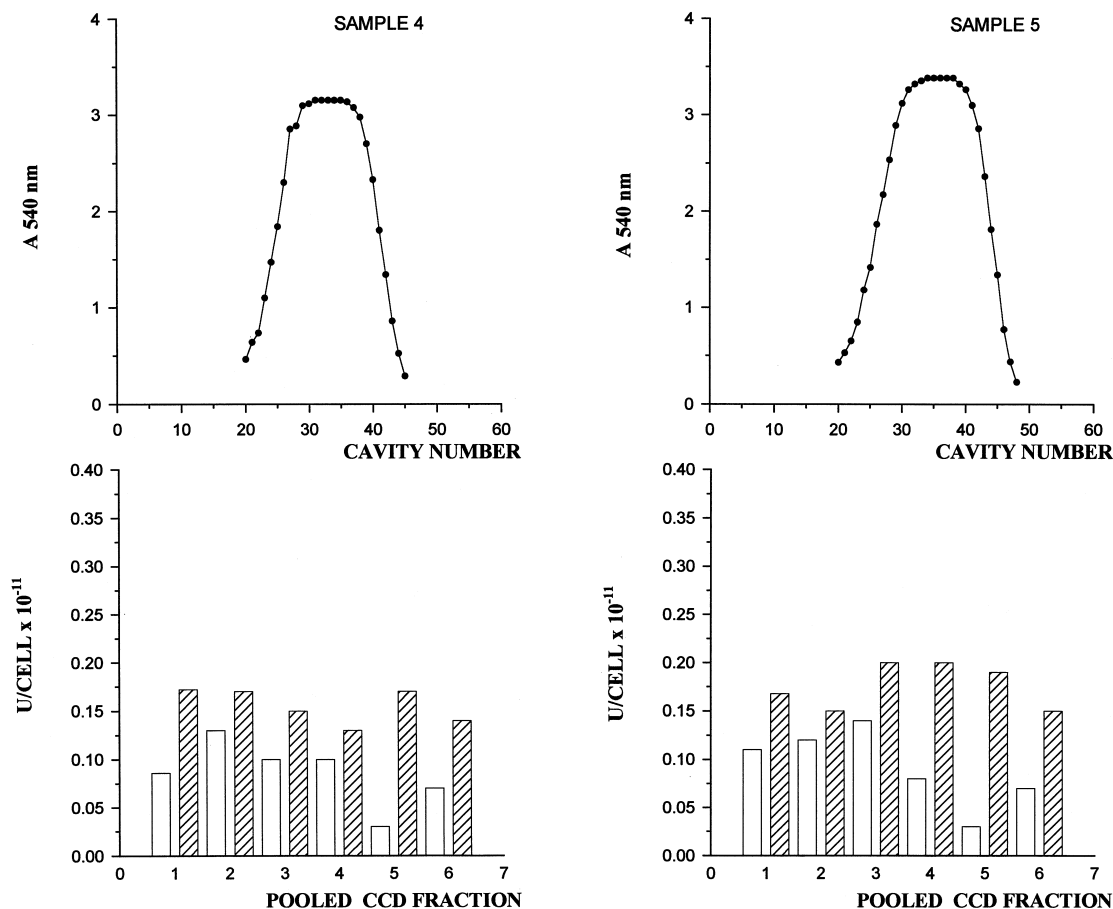 SAMPLE 4
4
3
2
1
0
A 540 nm
0 10 20 30 40 50 60
CAVITY NUMBER
SAMPLE 5
4
3
2
1
0
A 540 nm
0 10 20 30 40 50 60
CAVITY NUMBER
0.40
0.35
0.30
0.25
0.20
0.15
0.10
0.05
0.00
U/CELL x 10-11
0 1 2 3 4 5 6 7
POOLED CCD FRACTION
0.40
0.35
0.30
0.25
0.20
0.15
0.10
0.05
0.00
U/CELL x 10-11
0 1 2 3 4 5 6 7
POOLED CCD FRACTION